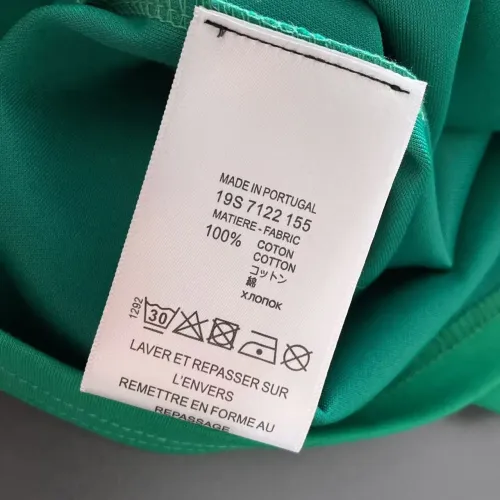 MADE IN PORTUGAL
19S 7122 155
MATIERE - FABRIC
100% COTON
COTTON
コットン
綿
ХЛОПОК
1292
30
LAVER ET REPASSER SUR
L'ENVERS
REMETTRE EN FORME AU
REPASSAGE